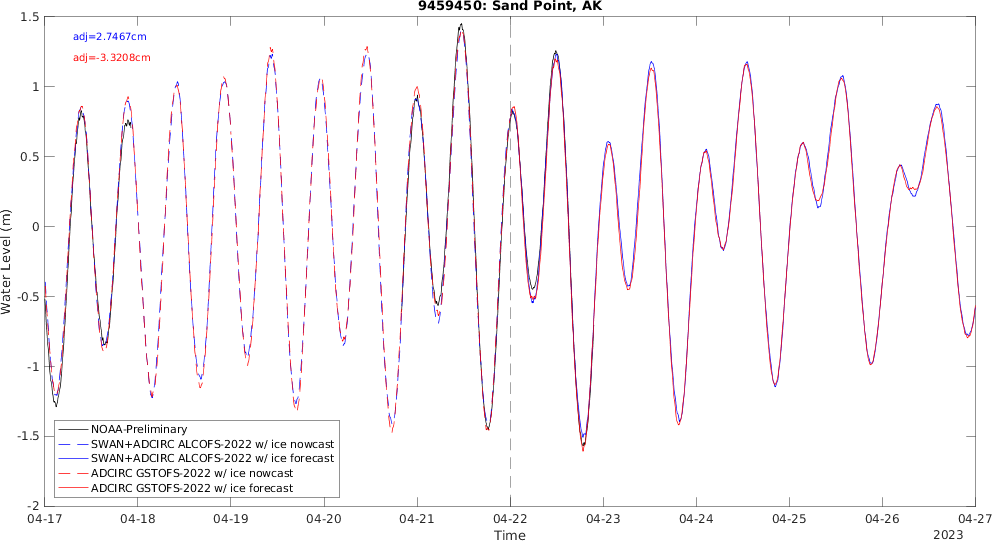 9459450: Sand Point, AK
adj=2.7467cm
adj=-3.3208cm
Water Level (m)
1.5
1
0.5
0
-0.5
-1
-1.5
-2
NOAA-Preliminary
SWAN+ADCIRC ALCOFS-2022 w/ ice nowcast
SWAN+ADCIRC ALCOFS-2022 w/ ice forecast
ADCIRC GSTOFS-2022 w/ ice nowcast
ADCIRC GSTOFS-2022 w/ ice forecast
04-17 04-18 04-19 04-20 04-21 04-22 04-23 04-24 04-25 04-26 04-27
Time
2023